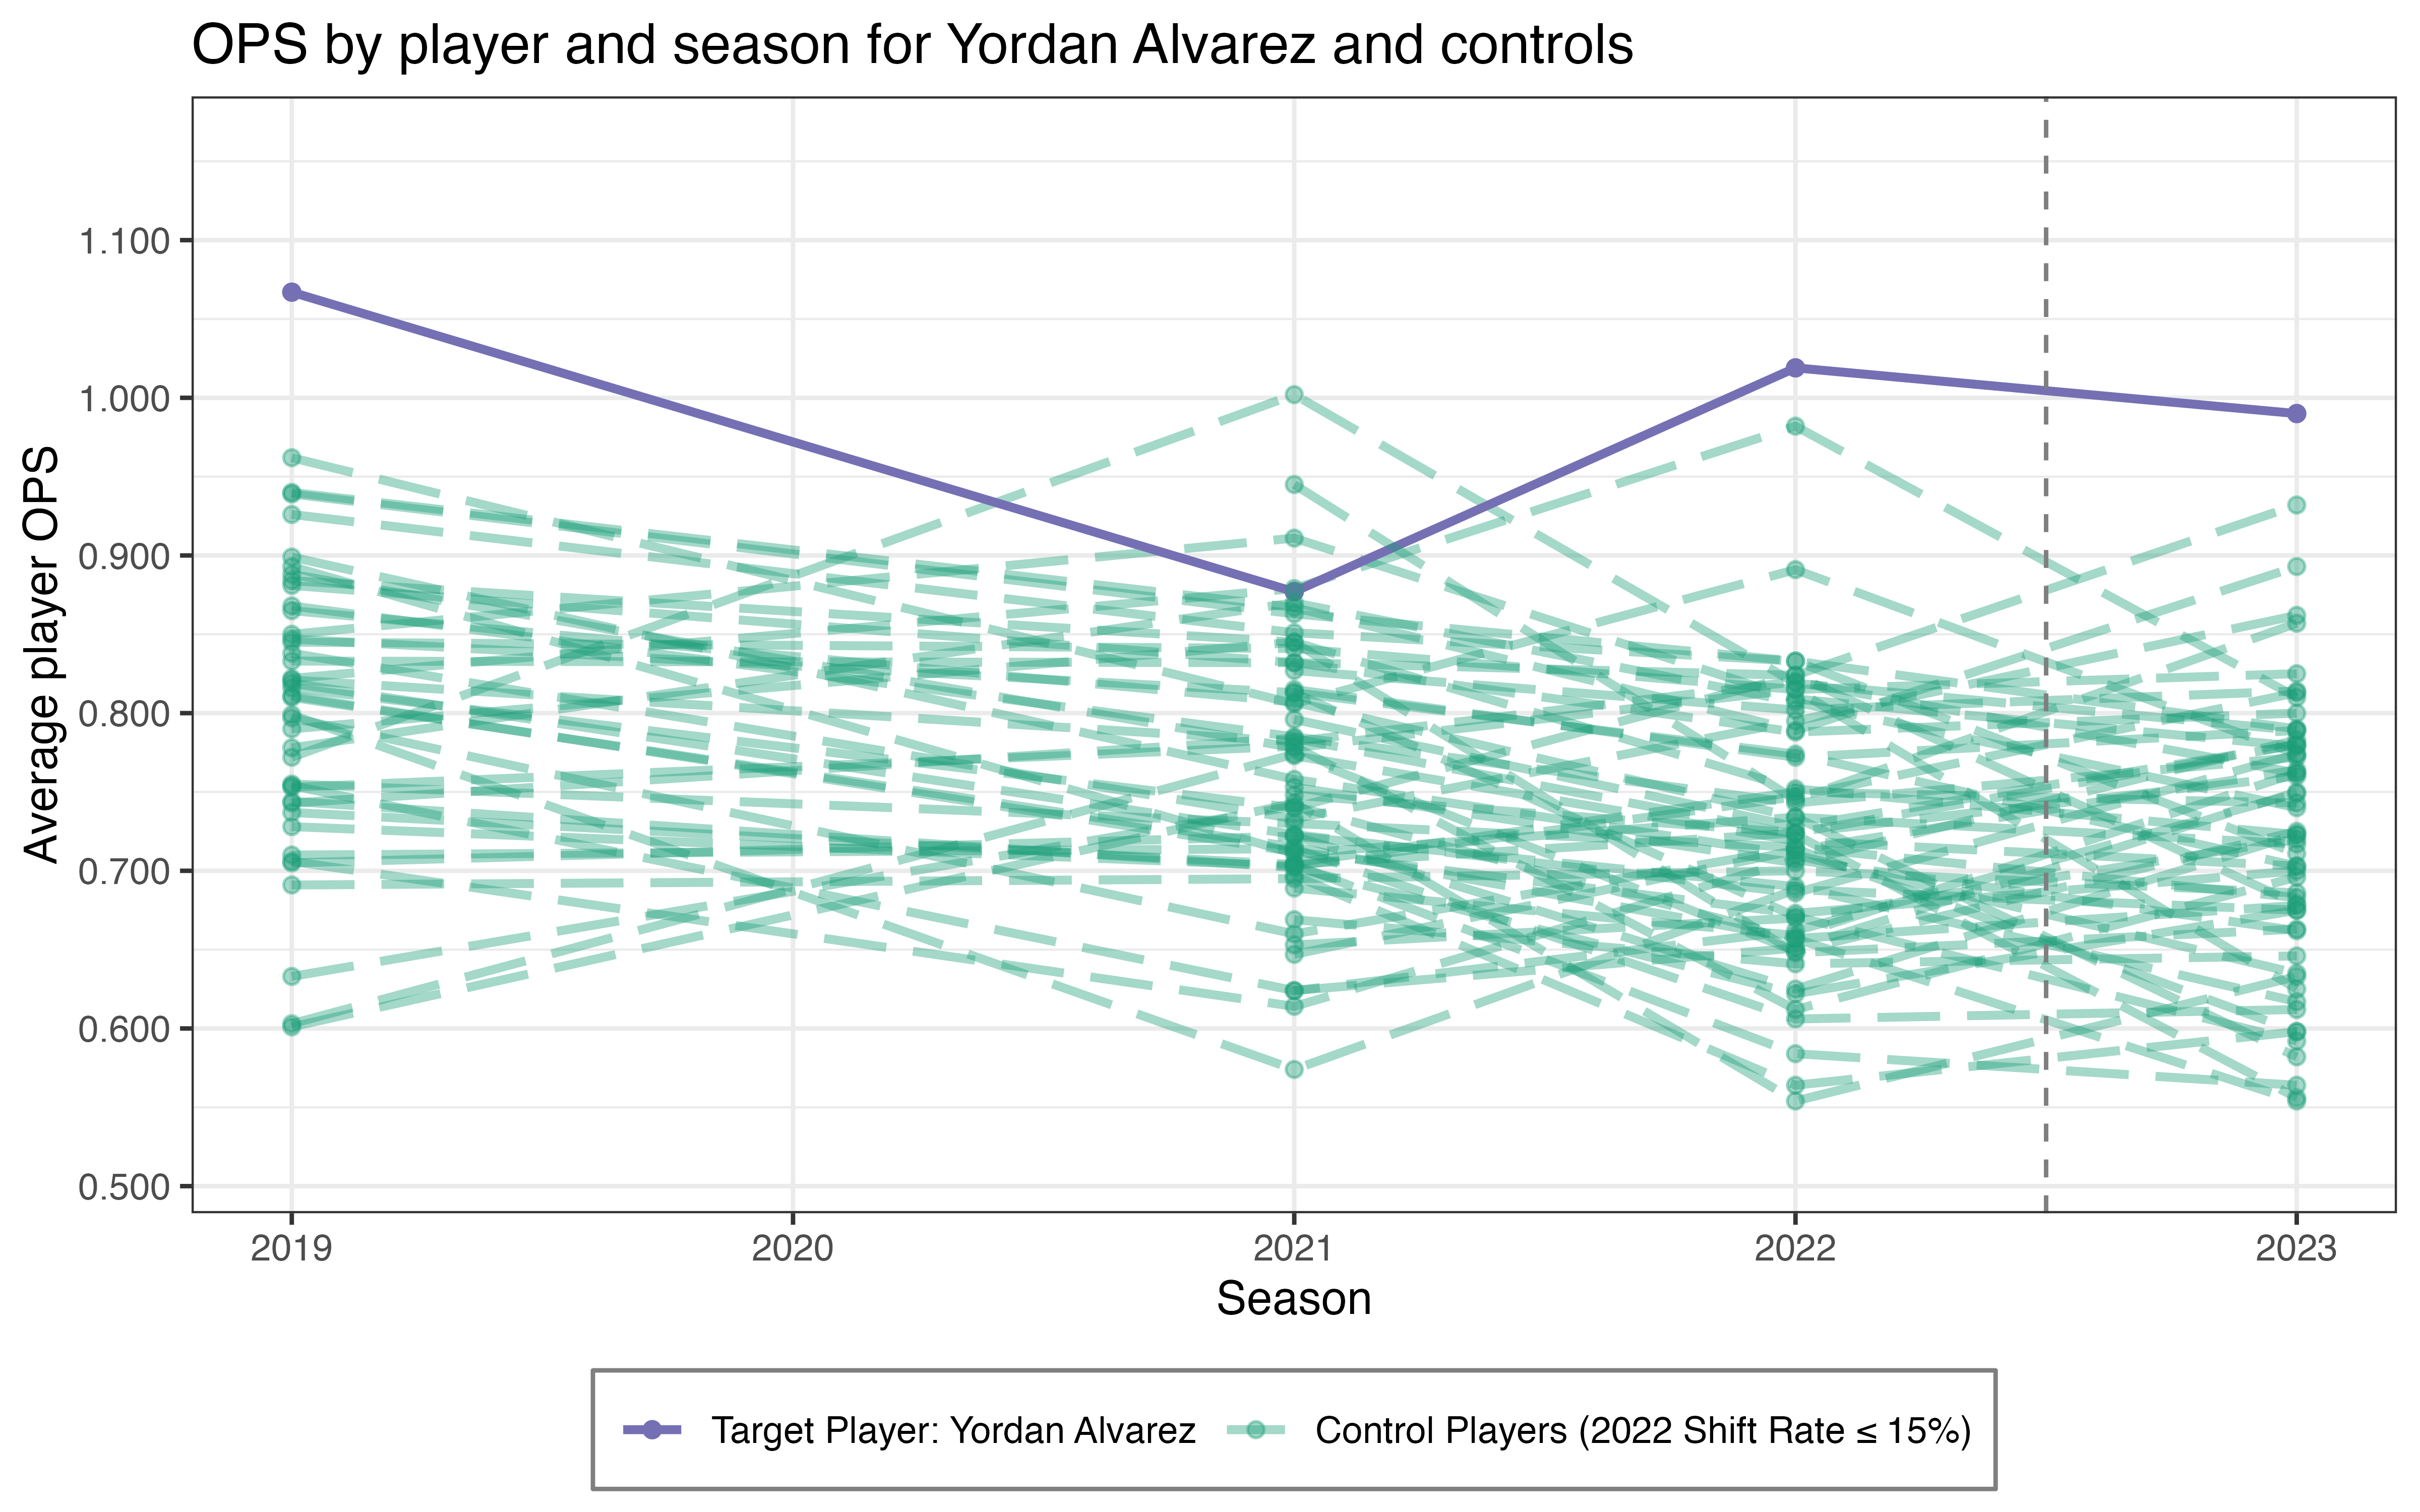 OPS by player and season for Yordan Alvarez and controls
Average player OPS
1.100
1.000
0.900
0.800
0.700
0.600
0.500
2019 2020 2021 2022 2023
Season
Target Player: Yordan Alvarez Control Players (2022 Shift Rate ≤ 15%)